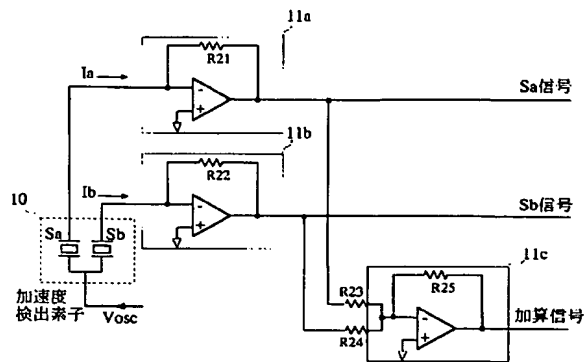 11a
Ia
R21
Sa信号
11b
Ib
R22
Sb信号
10
Sa
Sb
11c
R23
R25
R24
加算信号
加速度
検出素子
Vosc